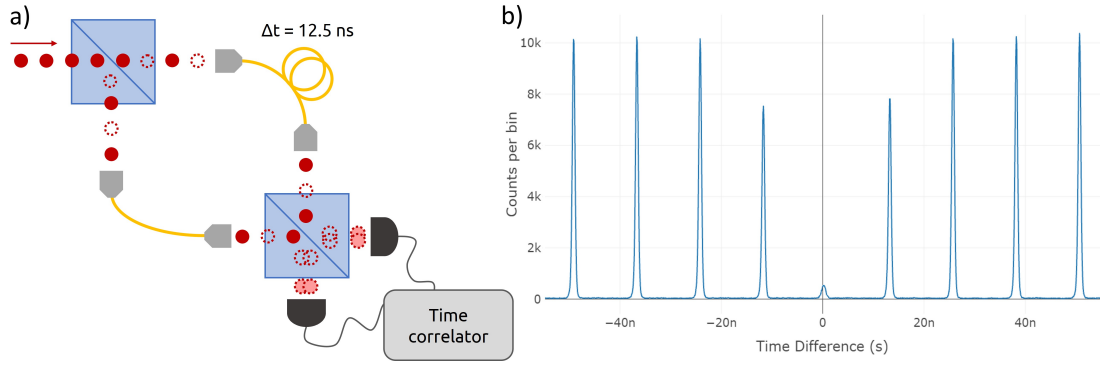 a)
Δt = 12.5 ns
Time
correlator
b)
Counts per bin
10k
8k
6k
4k
2k
0
−40n
−20n
0
20n
40n
Time Difference (s)